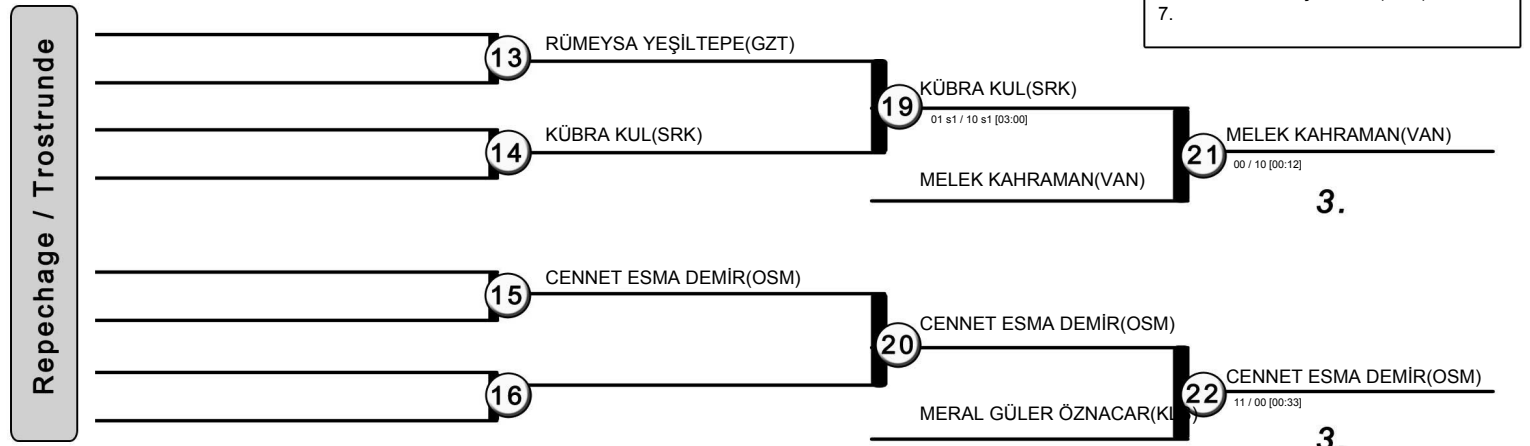 Repechage / Trostrunde
7.
13
RÜMEYSA YEŞİLTEPE(GZT)
19
KÜBRA KUL(SRK)
01 s1 / 10 s1 [03:00]
14
KÜBRA KUL(SRK)
21
MELEK KAHRAMAN(VAN)
00 / 10 [00:12]
MELEK KAHRAMAN(VAN)
3.
15
CENNET ESMA DEMİR(OSM)
20
CENNET ESMA DEMİR(OSM)
16
22
CENNET ESMA DEMİR(OSM)
11 / 00 [00:33]
MERAL GÜLER
3